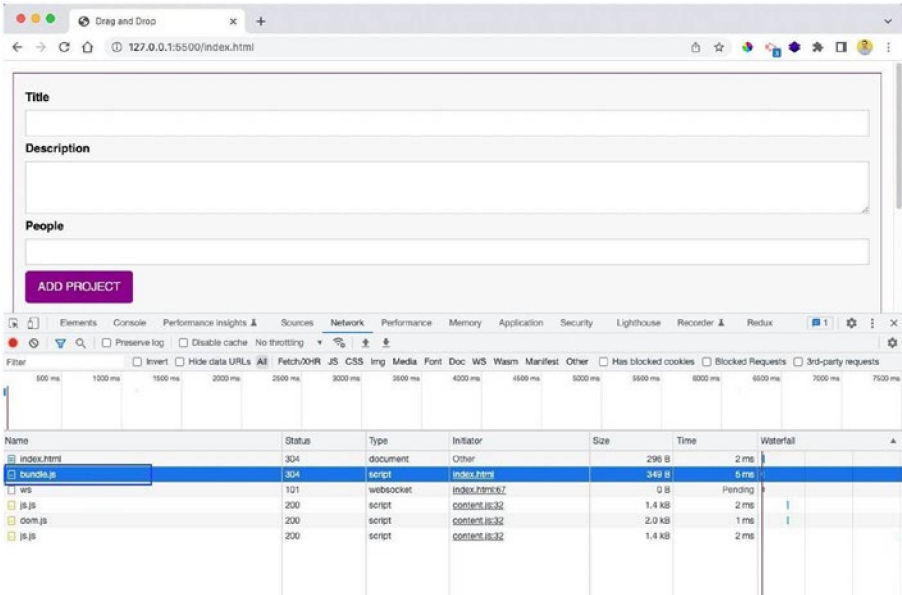 Drag and Drop
127.0.0.1:5500/index.html
Title
Description
People
ADD PROJECT
Elements Console Performance insights Sources Network Performance Memory Application Security Lighthouse Recorder Redux 1
Preserve log Disable cache No throttling
Filter Invert Hide data URLs All Fetch/XHR JS CSS Img Media Font Doc WS Wasm Manifest Other Has blocked cookies Blocked Requests 3rd-party requests
500 ms 1000 ms 1500 ms 2000 ms 2500 ms 3000 ms 3500 ms 4000 ms 4500 ms 5000 ms 5500 ms 6000 ms 6500 ms 7000 ms 7500 ms
Name Status Type Initiator Size Time Waterfall
index.html 304 document Other 296 B 2 ms
bundle.js 304 script index.html 349 B 5 ms
ws 101 websocket index.html:67 0 B Pending
js.js 200 script content.js:32 1.4 kB 2 ms
dom.js 200 script content.js:32 2.0 kB 1 ms
js.js 200 script content.js:32 1.4 kB 2 ms